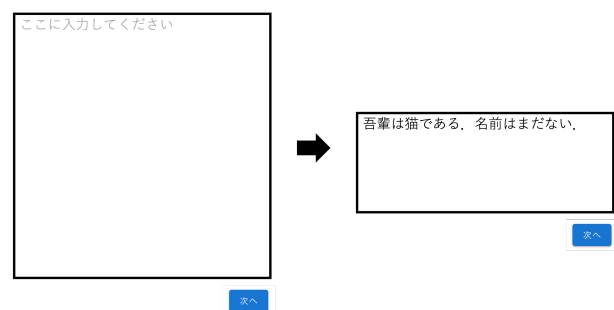 ここに入力してください
次へ
吾輩は猫である．名前はまだない．
次へ